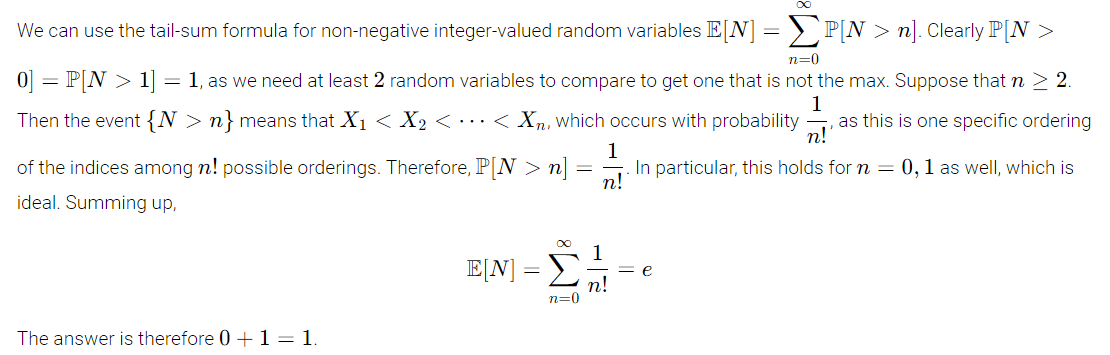 We can use the tail-sum formula for non-negative integer-valued random variables $\mathbb{E}[N] = \sum_{n=0}^{\infty} \mathbb{P}[N > n]$. Clearly $\mathbb{P}[N >$
$0] = \mathbb{P}[N > 1] = 1$, as we need at least $2$ random variables to compare to get one that is not the max. Suppose that $n \geq 2$.
Then the event $\{N > n\}$ means that $X_1 < X_2 < \cdots < X_n$, which occurs with probability $\frac{1}{n!}$, as this is one specific ordering
of the indices among $n!$ possible orderings. Therefore, $\mathbb{P}[N > n] = \frac{1}{n!}$. In particular, this holds for $n = 0, 1$ as well, which is
ideal. Summing up,
$\mathbb{E}[N] = \sum_{n=0}^{\infty} \frac{1}{n!} = e$
The answer is therefore $0 + 1 = 1$.